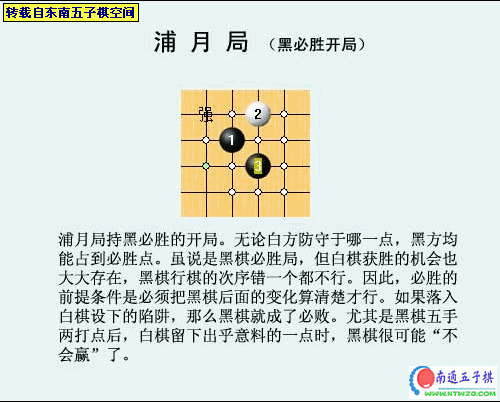 转载自东南五子棋空间
浦月局 （黑必胜开局）
强
2
1
3
浦月局持黑必胜的开局。无论白方防守于哪一点，黑方均
能占到必胜点。虽说是黑棋必胜局，但白棋获胜的机会也
大大存在，黑棋行棋的次序错一个都不行。因此，必胜的
前提条件是必须把黑棋后面的变化算清楚才行。如果落入
白棋设下的陷阱，那么黑棋就成了必败。尤其是黑棋五手
两打点后，白棋留下出乎意料的一点时，黑棋很可能“不
会赢”了。
南通五子棋
WWW.NTWZQ.COM